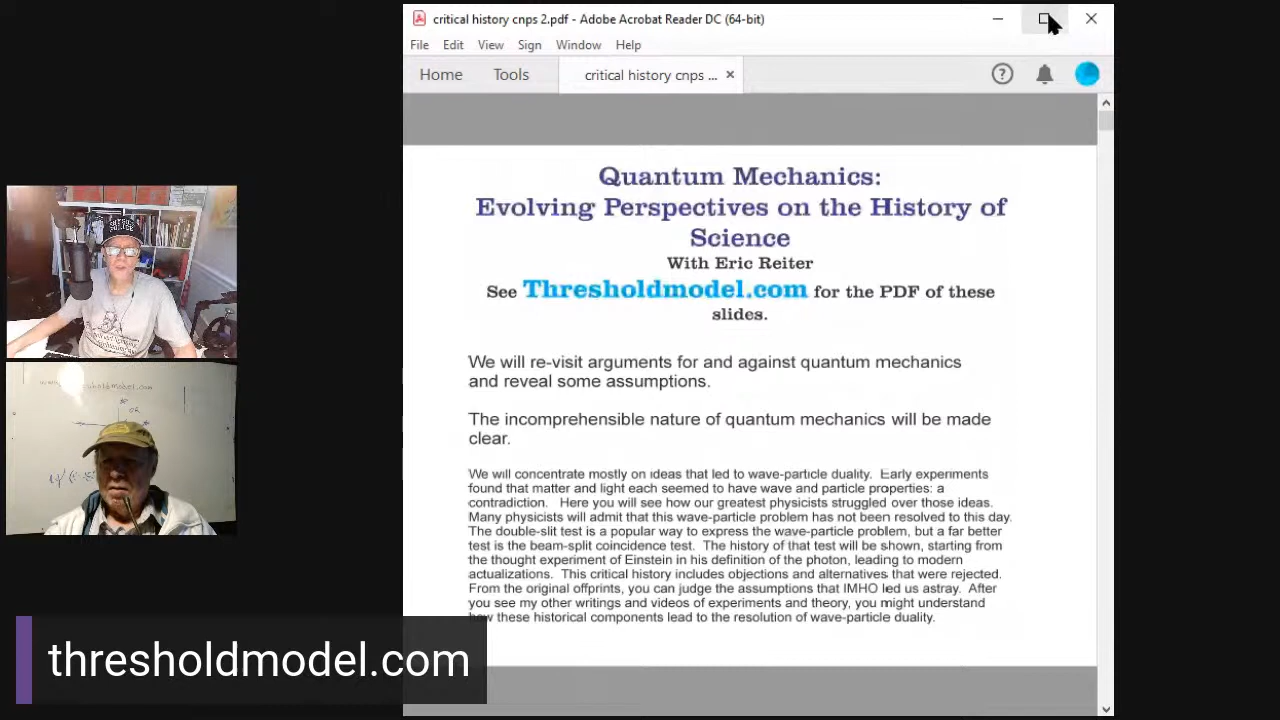 critical history cnps 2.pdf - Adobe Acrobat Reader DC (64-bit)
File Edit View Sign Window Help
Home Tools critical history cnps ... ×
Quantum Mechanics:
Evolving Perspectives on the History of
Science
With Eric Reiter
See Thresholdmodel.com for the PDF of these
slides.
We will re-visit arguments for and against quantum mechanics
and reveal some assumptions.
The incomprehensible nature of quantum mechanics will be made
clear.
We will concentrate mostly on ideas that led to wave-particle duality. Early experiments
found that matter and light each seemed to have wave and particle properties: a
contradiction. Here you will see how our greatest physicists struggled over those ideas.
Many physicists will admit that this wave-particle problem has not been resolved to this day.
The double-slit test is a popular way to express the wave-particle problem, but a far better
test is the beam-split coincidence test. The history of that test will be shown, starting from
the thought experiment of Einstein in his definition of the photon, leading to modern
actualizations. This critical history includes objections and alternatives that were rejected.
From the original offprints, you can judge the assumptions that IMHO led us astray. After
you see my other writings and videos of experiments and theory, you might understand
how these historical components lead to the resolution of wave-particle duality.
thresholdmodel.com